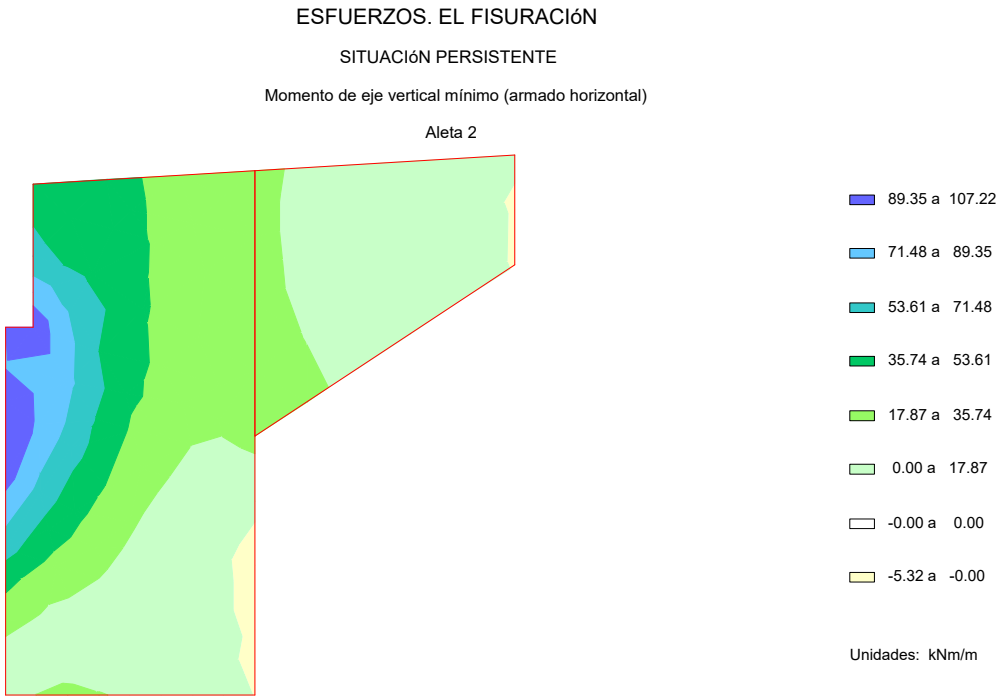 ESFUERZOS. EL FISURACIóN
SITUACIóN PERSISTENTE
Momento de eje vertical mínimo (armado horizontal)
Aleta 2
89.35 a 107.22
71.48 a 89.35
53.61 a 71.48
35.74 a 53.61
17.87 a 35.74
0.00 a 17.87
-0.00 a 0.00
-5.32 a -0.00
Unidades: kNm/m